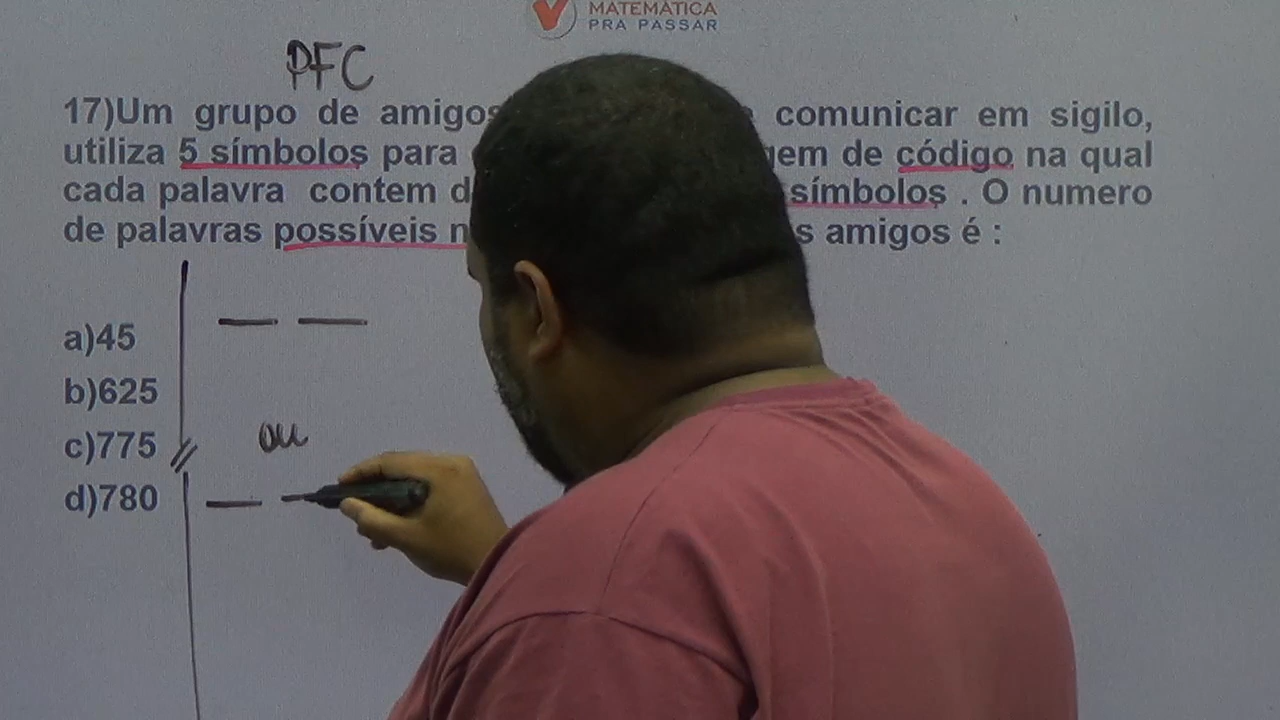 MATEMÁTICA
PRA PASSAR
PFC
17)Um grupo de amigos comunicar em sigilo,
utiliza 5 símbolos para de código na qual
cada palavra contem símbolos . O numero
de palavras possíveis amigos é :
a)45
b)625
c)775
ou
d)780